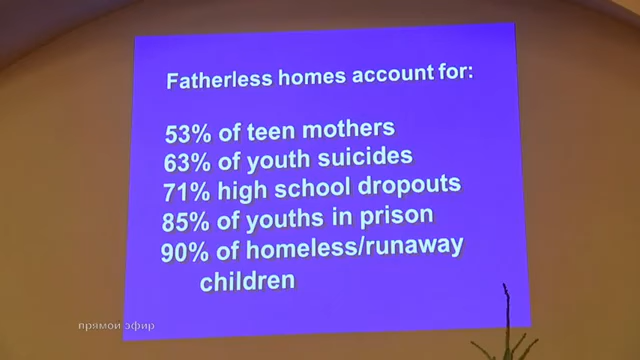 Fatherless homes account for:
53% of teen mothers
63% of youth suicides
71% high school dropouts
85% of youths in prison
90% of homeless/runaway
children
прямой эфир